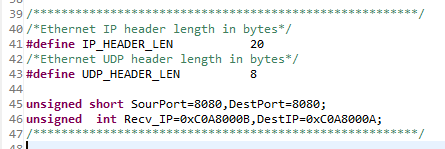 39 /*******************************************************/
40 /*Ethernet IP header length in bytes*/
41 #define IP_HEADER_LEN 20
42 /*Ethernet UDP header length in bytes*/
43 #define UDP_HEADER_LEN 8
44
45 unsigned short SourPort=8080,DestPort=8080;
46 unsigned  int Recv_IP=0xC0A8000B,DestIP=0xC0A8000A;
47 /*******************************************************/